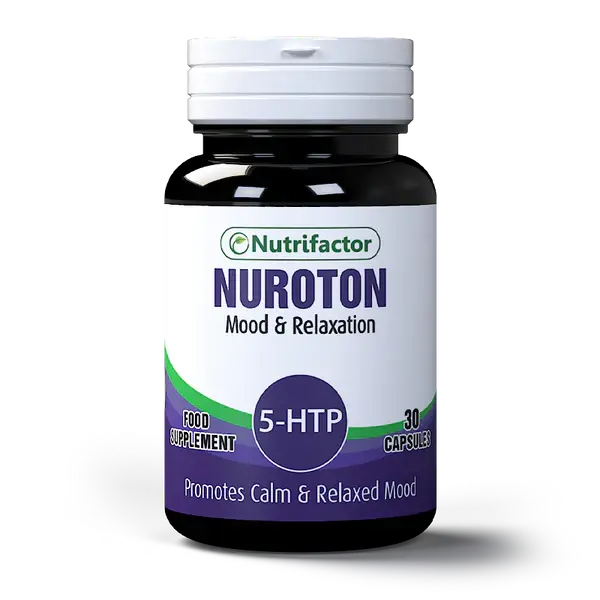 Nutrifactor
NUROTON
Mood & Relaxation
FOOD
SUPPLEMENT
5-HTP
30
CAPSULES
Promotes Calm & Relaxed Mood